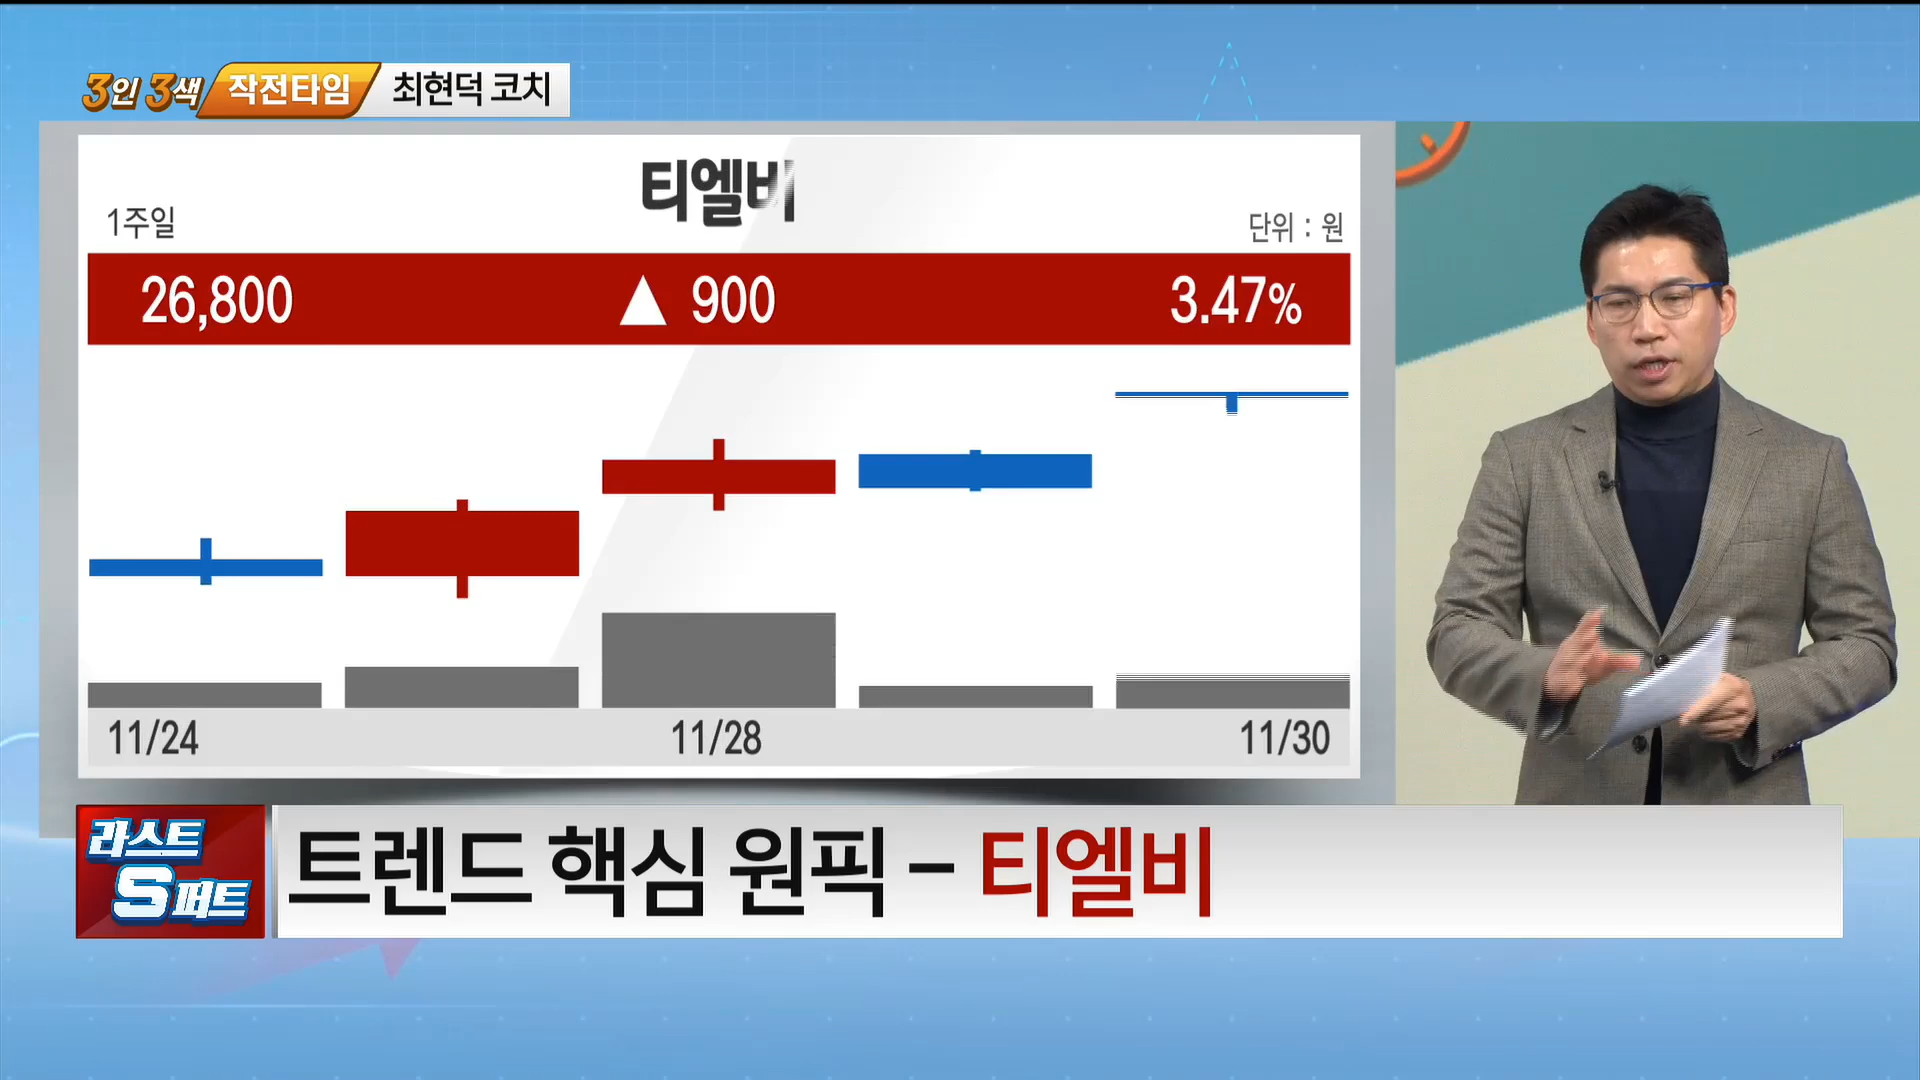 3인 3색 작전타임 최현덕 코치
티엘비
1주일
단위 : 원
26,800 ▲ 900 3.47%
11/24 11/28 11/30
라스트
S퍼트
트렌드 핵심 원픽 - 티엘비